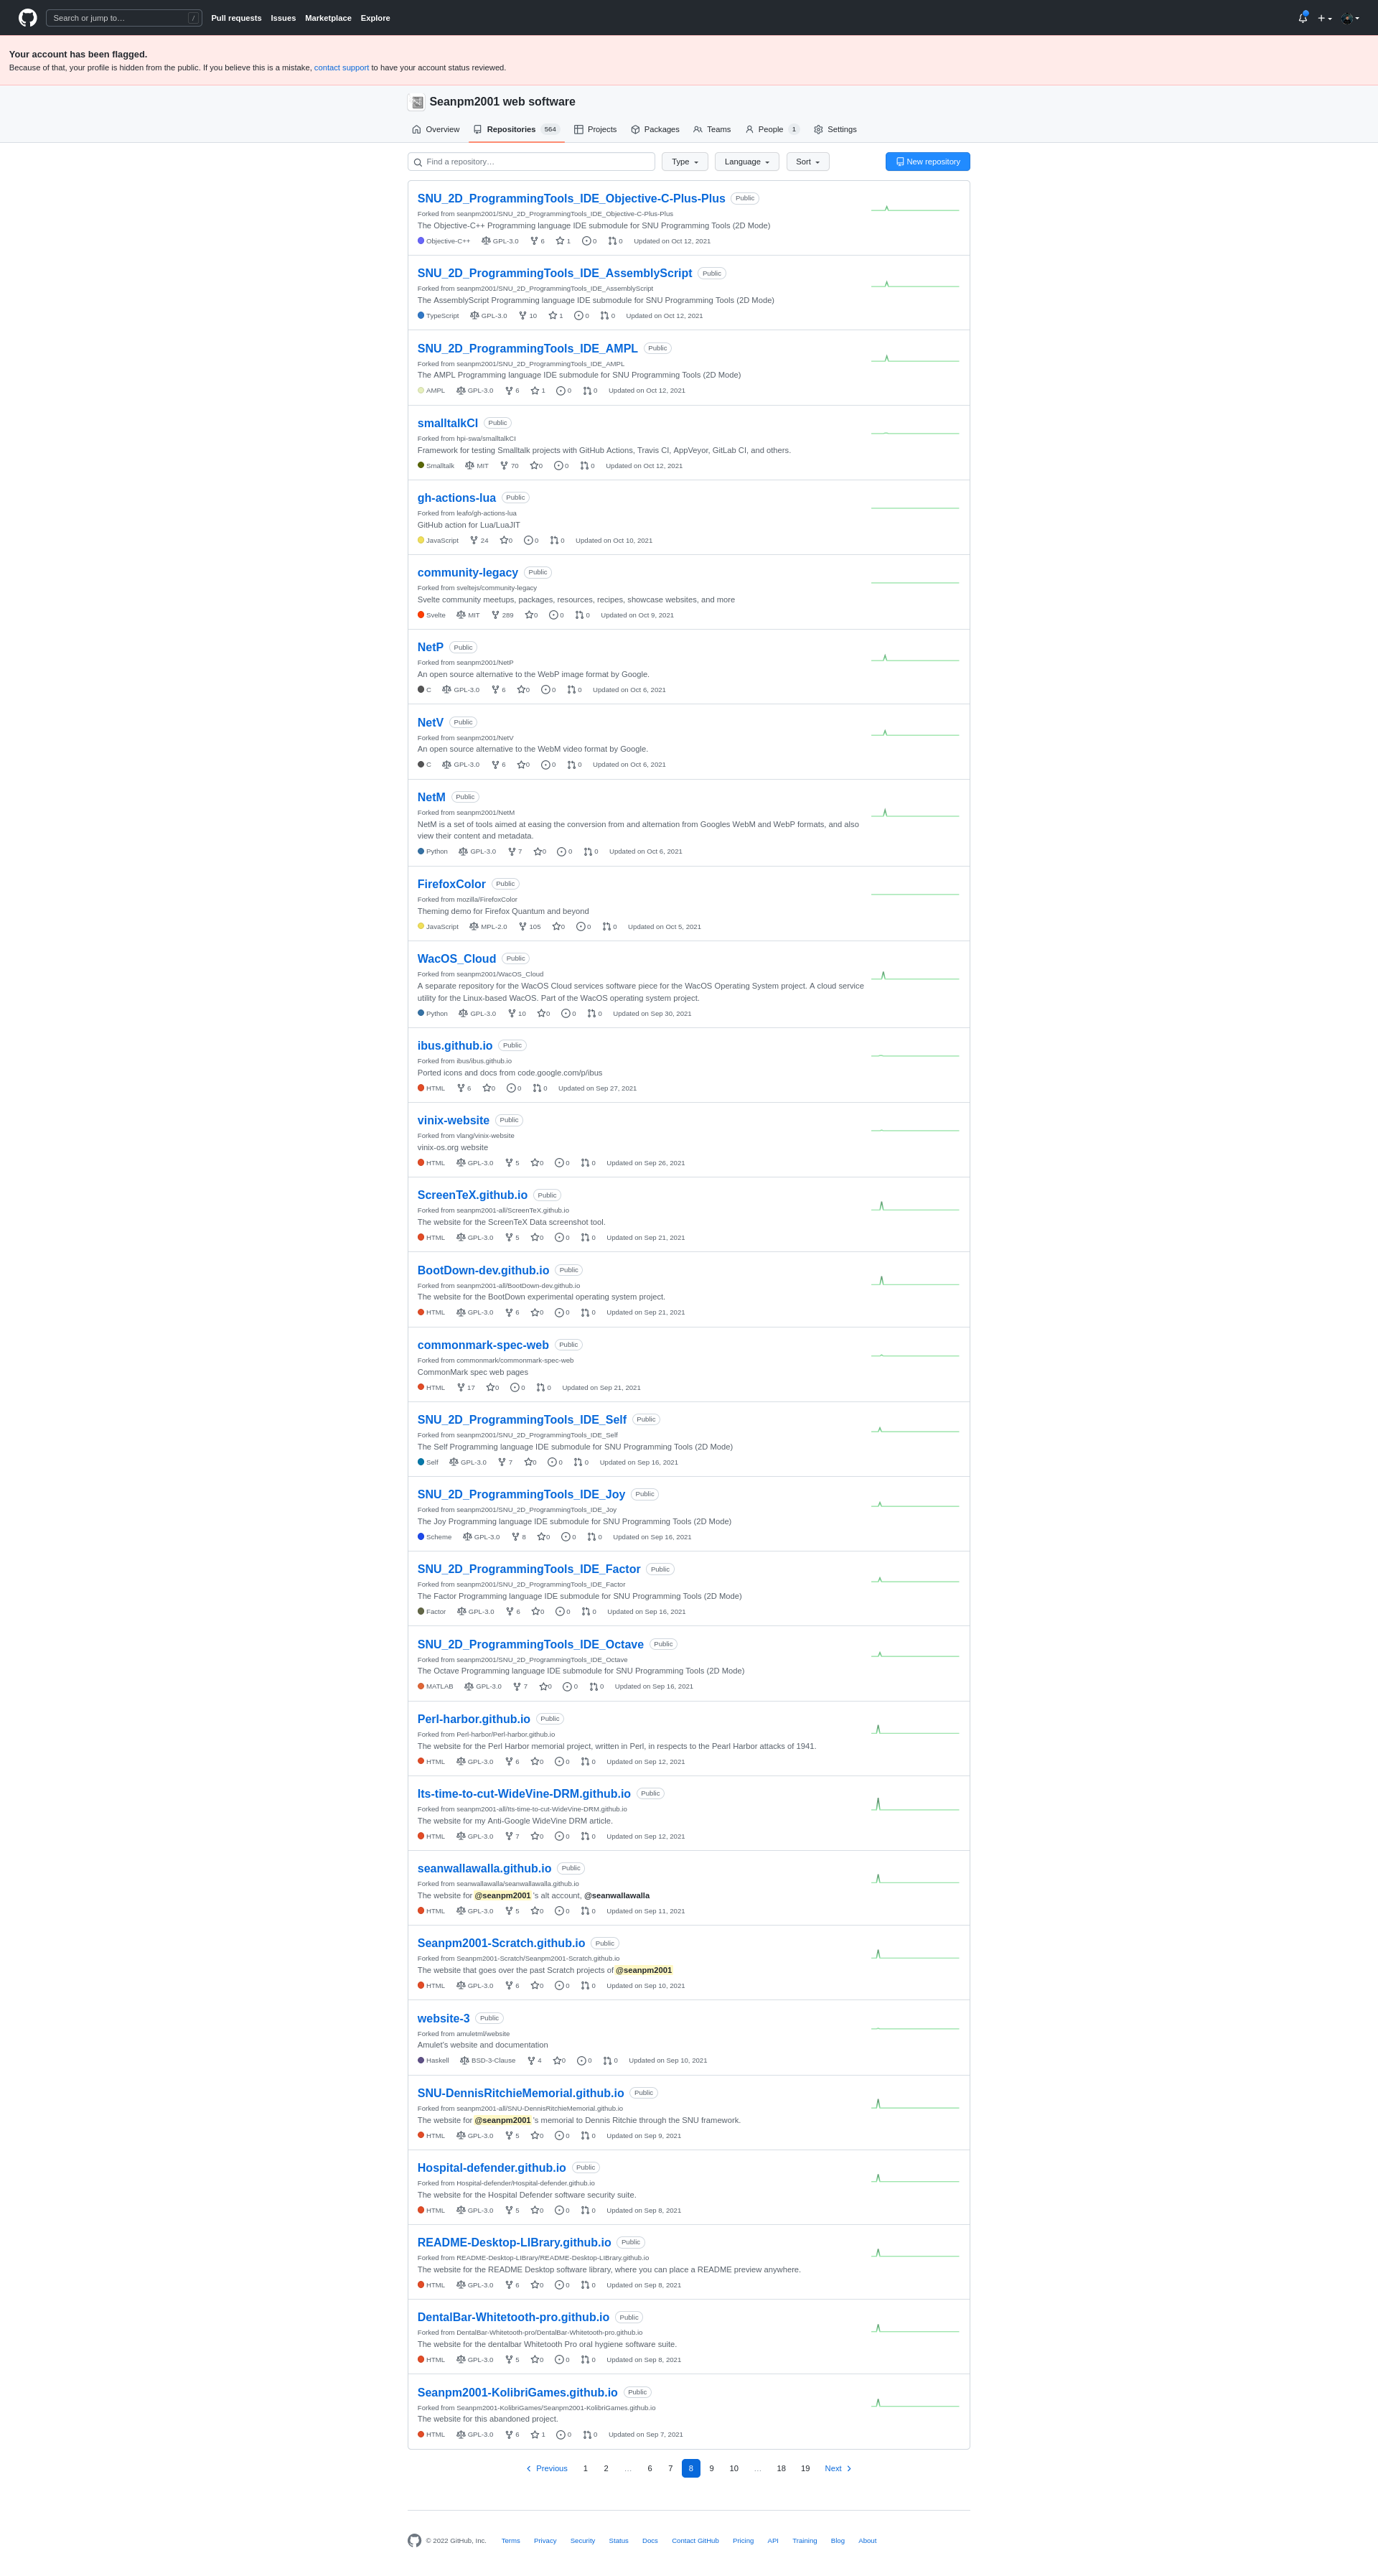 Search or jump to… /
Pull requests Issues Marketplace Explore
Your account has been flagged.
Because of that, your profile is hidden from the public. If you believe this is a mistake, contact support to have your account status reviewed.
Seanpm2001 web software
Overview Repositories 564 Projects Packages Teams People 1 Settings
Find a repository… Type Language Sort New repository
SNU_2D_ProgrammingTools_IDE_Objective-C-Plus-Plus Public
Forked from seanpm2001/SNU_2D_ProgrammingTools_IDE_Objective-C-Plus-Plus
The Objective-C++ Programming language IDE submodule for SNU Programming Tools (2D Mode)
Objective-C++ GPL-3.0 6 1 0 0 Updated on Oct 12, 2021
SNU_2D_ProgrammingTools_IDE_AssemblyScript Public
Forked from seanpm2001/SNU_2D_ProgrammingTools_IDE_AssemblyScript
The AssemblyScript Programming language IDE submodule for SNU Programming Tools (2D Mode)
TypeScript GPL-3.0 10 1 0 0 Updated on Oct 12, 2021
SNU_2D_ProgrammingTools_IDE_AMPL Public
Forked from seanpm2001/SNU_2D_ProgrammingTools_IDE_AMPL
The AMPL Programming language IDE submodule for SNU Programming Tools (2D Mode)
AMPL GPL-3.0 6 1 0 0 Updated on Oct 12, 2021
smalltalkCI Public
Forked from hpi-swa/smalltalkCI
Framework for testing Smalltalk projects with GitHub Actions, Travis CI, AppVeyor, GitLab CI, and others.
Smalltalk MIT 70 0 0 0 Updated on Oct 12, 2021
gh-actions-lua Public
Forked from leafo/gh-actions-lua
GitHub action for Lua/LuaJIT
JavaScript 24 0 0 0 Updated on Oct 10, 2021
community-legacy Public
Forked from sveltejs/community-legacy
Svelte community meetups, packages, resources, recipes, showcase websites, and more
Svelte MIT 289 0 0 0 Updated on Oct 9, 2021
NetP Public
Forked from seanpm2001/NetP
An open source alternative to the WebP image format by Google.
C GPL-3.0 6 0 0 0 Updated on Oct 6, 2021
NetV Public
Forked from seanpm2001/NetV
An open source alternative to the WebM video format by Google.
C GPL-3.0 6 0 0 0 Updated on Oct 6, 2021
NetM Public
Forked from seanpm2001/NetM
NetM is a set of tools aimed at easing the conversion from and alternation from Googles WebM and WebP formats, and also
view their content and metadata.
Python GPL-3.0 7 0 0 0 Updated on Oct 6, 2021
FirefoxColor Public
Forked from mozilla/FirefoxColor
Theming demo for Firefox Quantum and beyond
JavaScript MPL-2.0 105 0 0 0 Updated on Oct 5, 2021
WacOS_Cloud Public
Forked from seanpm2001/WacOS_Cloud
A separate repository for the WacOS Cloud services software piece for the WacOS Operating System project. A cloud service
utility for the Linux-based WacOS. Part of the WacOS operating system project.
Python GPL-3.0 10 0 0 0 Updated on Sep 30, 2021
ibus.github.io Public
Forked from ibus/ibus.github.io
Ported icons and docs from code.google.com/p/ibus
HTML 6 0 0 0 Updated on Sep 27, 2021
vinix-website Public
Forked from vlang/vinix-website
vinix-os.org website
HTML GPL-3.0 5 0 0 0 Updated on Sep 26, 2021
ScreenTeX.github.io Public
Forked from seanpm2001-all/ScreenTeX.github.io
The website for the ScreenTeX Data screenshot tool.
HTML GPL-3.0 5 0 0 0 Updated on Sep 21, 2021
BootDown-dev.github.io Public
Forked from seanpm2001-all/BootDown-dev.github.io
The website for the BootDown experimental operating system project.
HTML GPL-3.0 6 0 0 0 Updated on Sep 21, 2021
commonmark-spec-web Public
Forked from commonmark/commonmark-spec-web
CommonMark spec web pages
HTML 17 0 0 0 Updated on Sep 21, 2021
SNU_2D_ProgrammingTools_IDE_Self Public
Forked from seanpm2001/SNU_2D_ProgrammingTools_IDE_Self
The Self Programming language IDE submodule for SNU Programming Tools (2D Mode)
Self GPL-3.0 7 0 0 0 Updated on Sep 16, 2021
SNU_2D_ProgrammingTools_IDE_Joy Public
Forked from seanpm2001/SNU_2D_ProgrammingTools_IDE_Joy
The Joy Programming language IDE submodule for SNU Programming Tools (2D Mode)
Scheme GPL-3.0 8 0 0 0 Updated on Sep 16, 2021
SNU_2D_ProgrammingTools_IDE_Factor Public
Forked from seanpm2001/SNU_2D_ProgrammingTools_IDE_Factor
The Factor Programming language IDE submodule for SNU Programming Tools (2D Mode)
Factor GPL-3.0 6 0 0 0 Updated on Sep 16, 2021
SNU_2D_ProgrammingTools_IDE_Octave Public
Forked from seanpm2001/SNU_2D_ProgrammingTools_IDE_Octave
The Octave Programming language IDE submodule for SNU Programming Tools (2D Mode)
MATLAB GPL-3.0 7 0 0 0 Updated on Sep 16, 2021
Perl-harbor.github.io Public
Forked from Perl-harbor/Perl-harbor.github.io
The website for the Perl Harbor memorial project, written in Perl, in respects to the Pearl Harbor attacks of 1941.
HTML GPL-3.0 6 0 0 0 Updated on Sep 12, 2021
Its-time-to-cut-WideVine-DRM.github.io Public
Forked from seanpm2001-all/Its-time-to-cut-WideVine-DRM.github.io
The website for my Anti-Google WideVine DRM article.
HTML GPL-3.0 7 0 0 0 Updated on Sep 12, 2021
seanwallawalla.github.io Public
Forked from seanwallawalla/seanwallawalla.github.io
The website for @seanpm2001 's alt account, @seanwallawalla
HTML GPL-3.0 5 0 0 0 Updated on Sep 11, 2021
Seanpm2001-Scratch.github.io Public
Forked from Seanpm2001-Scratch/Seanpm2001-Scratch.github.io
The website that goes over the past Scratch projects of @seanpm2001
HTML GPL-3.0 6 0 0 0 Updated on Sep 10, 2021
website-3 Public
Forked from amuletml/website
Amulet's website and documentation
Haskell BSD-3-Clause 4 0 0 0 Updated on Sep 10, 2021
SNU-DennisRitchieMemorial.github.io Public
Forked from seanpm2001-all/SNU-DennisRitchieMemorial.github.io
The website for @seanpm2001 's memorial to Dennis Ritchie through the SNU framework.
HTML GPL-3.0 5 0 0 0 Updated on Sep 9, 2021
Hospital-defender.github.io Public
Forked from Hospital-defender/Hospital-defender.github.io
The website for the Hospital Defender software security suite.
HTML GPL-3.0 5 0 0 0 Updated on Sep 8, 2021
README-Desktop-LIBrary.github.io Public
Forked from README-Desktop-LIBrary/README-Desktop-LIBrary.github.io
The website for the README Desktop software library, where you can place a README preview anywhere.
HTML GPL-3.0 6 0 0 0 Updated on Sep 8, 2021
DentalBar-Whitetooth-pro.github.io Public
Forked from DentalBar-Whitetooth-pro/DentalBar-Whitetooth-pro.github.io
The website for the dentalbar Whitetooth Pro oral hygiene software suite.
HTML GPL-3.0 5 0 0 0 Updated on Sep 8, 2021
Seanpm2001-KolibriGames.github.io Public
Forked from Seanpm2001-KolibriGames/Seanpm2001-KolibriGames.github.io
The website for this abandoned project.
HTML GPL-3.0 6 1 0 0 Updated on Sep 7, 2021
Previous 1 2 … 6 7 8 9 10 … 18 19 Next
© 2022 GitHub, Inc. Terms Privacy Security Status Docs Contact GitHub Pricing API Training Blog About